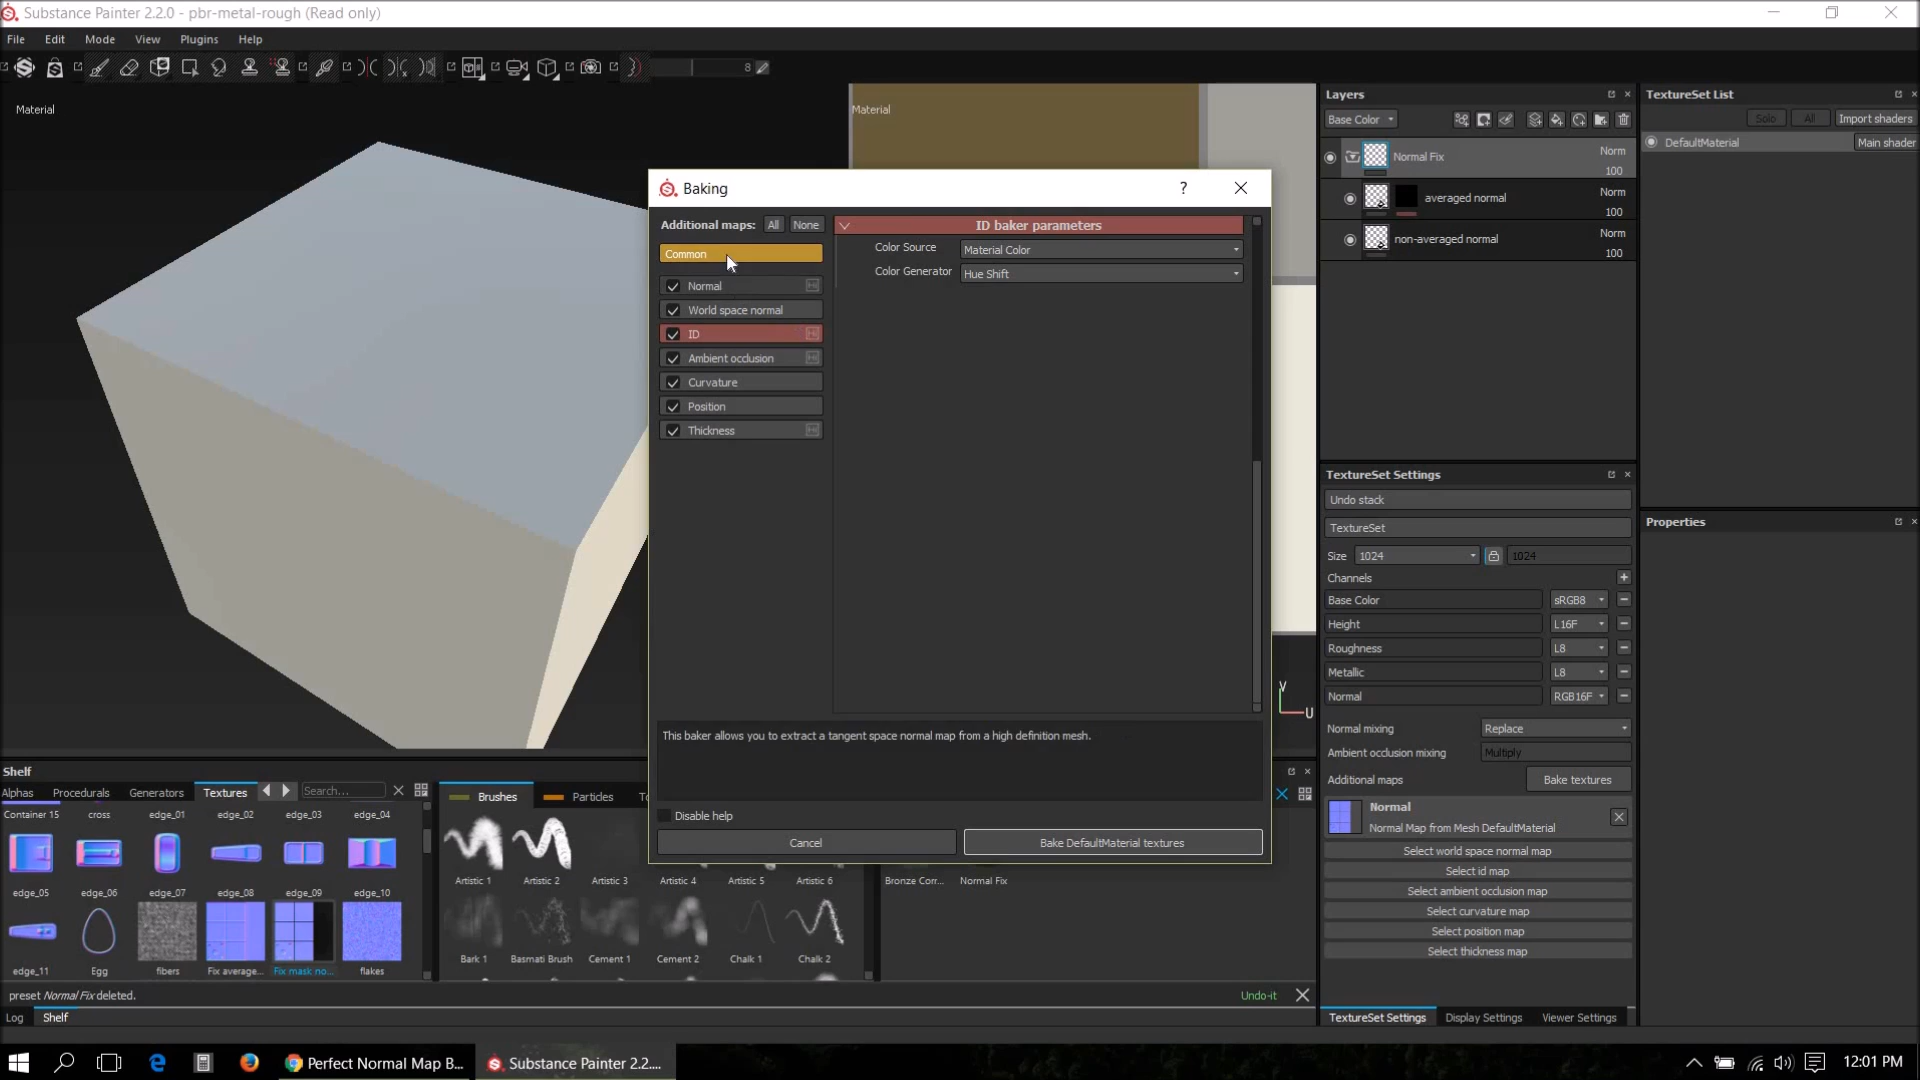 Substance Painter 2.2.0 - pbr-metal-rough (Read only)
File Edit Mode View Plugins Help
8
Material
Material
Baking
?
Additional maps: All None
Common
Normal
World space normal
ID
Ambient occlusion
Curvature
Position
Thickness
ID baker parameters
Color Source Material Color
Color Generator Hue Shift
This baker allows you to extract a tangent space normal map from a high definition mesh.
Disable help
Cancel
Bake DefaultMaterial textures
V
U
Layers
Base Color
Normal Fix Norm 100
averaged normal Norm 100
non-averaged normal Norm 100
TextureSet List
Solo All Import shaders
DefaultMaterial Main shader
TextureSet Settings
Undo stack
TextureSet
Size 1024 1024
Channels
Base Color sRGB8
Height L16F
Roughness L8
Metallic L8
Normal RGB16F
Normal mixing Replace
Ambient occlusion mixing Multiply
Additional maps Bake textures
Normal
Normal Map from Mesh DefaultMaterial
Select world space normal map
Select id map
Select ambient occlusion map
Select curvature map
Select position map
Select thickness map
TextureSet Settings Display Settings Viewer Settings
Properties
Shelf
Alphas Procedurals Generators Textures Search...
Container 15 cross edge_01 edge_02 edge_03 edge_04
edge_05 edge_06 edge_07 edge_08 edge_09 edge_10
edge_11 Egg fibers Fix average... Fix mask no... flakes
Brushes Particles
Artistic 1 Artistic 2 Artistic 3 Artistic 4 Artistic 5 Artistic 6
Bark 1 Basmati Brush Cement 1 Cement 2 Chalk 1 Chalk 2
Bronze Corr... Normal Fix
preset Normal Fix deleted.
Undo-it
Log Shelf
Perfect Normal Map B...
Substance Painter 2.2....
12:01 PM